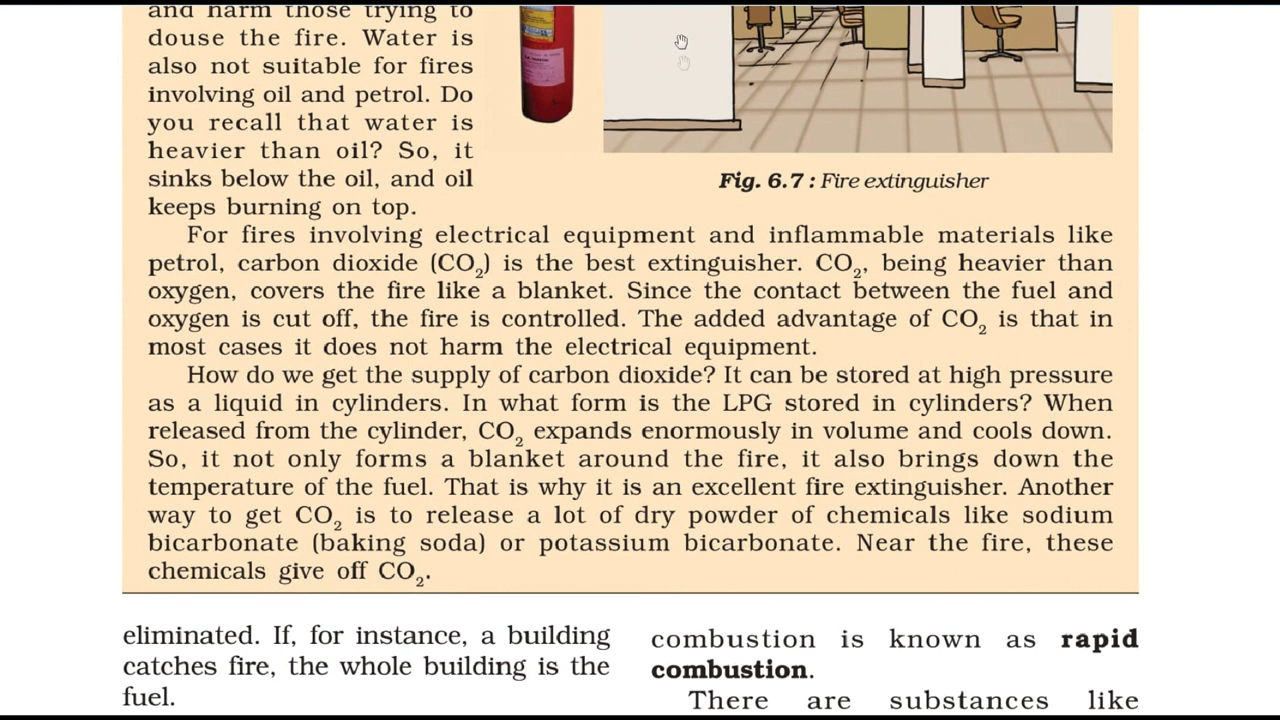 and harm those trying to
douse the fire. Water is
also not suitable for fires
involving oil and petrol. Do
you recall that water is
heavier than oil? So, it
sinks below the oil, and oil
keeps burning on top.
Fig. 6.7 : Fire extinguisher
For fires involving electrical equipment and inflammable materials like
petrol, carbon dioxide (CO₂) is the best extinguisher. CO₂, being heavier than
oxygen, covers the fire like a blanket. Since the contact between the fuel and
oxygen is cut off, the fire is controlled. The added advantage of CO₂ is that in
most cases it does not harm the electrical equipment.
How do we get the supply of carbon dioxide? It can be stored at high pressure
as a liquid in cylinders. In what form is the LPG stored in cylinders? When
released from the cylinder, CO₂ expands enormously in volume and cools down.
So, it not only forms a blanket around the fire, it also brings down the
temperature of the fuel. That is why it is an excellent fire extinguisher. Another
way to get CO₂ is to release a lot of dry powder of chemicals like sodium
bicarbonate (baking soda) or potassium bicarbonate. Near the fire, these
chemicals give off CO₂.
eliminated. If, for instance, a building
catches fire, the whole building is the
fuel.
combustion is known as rapid
combustion.
There are substances like